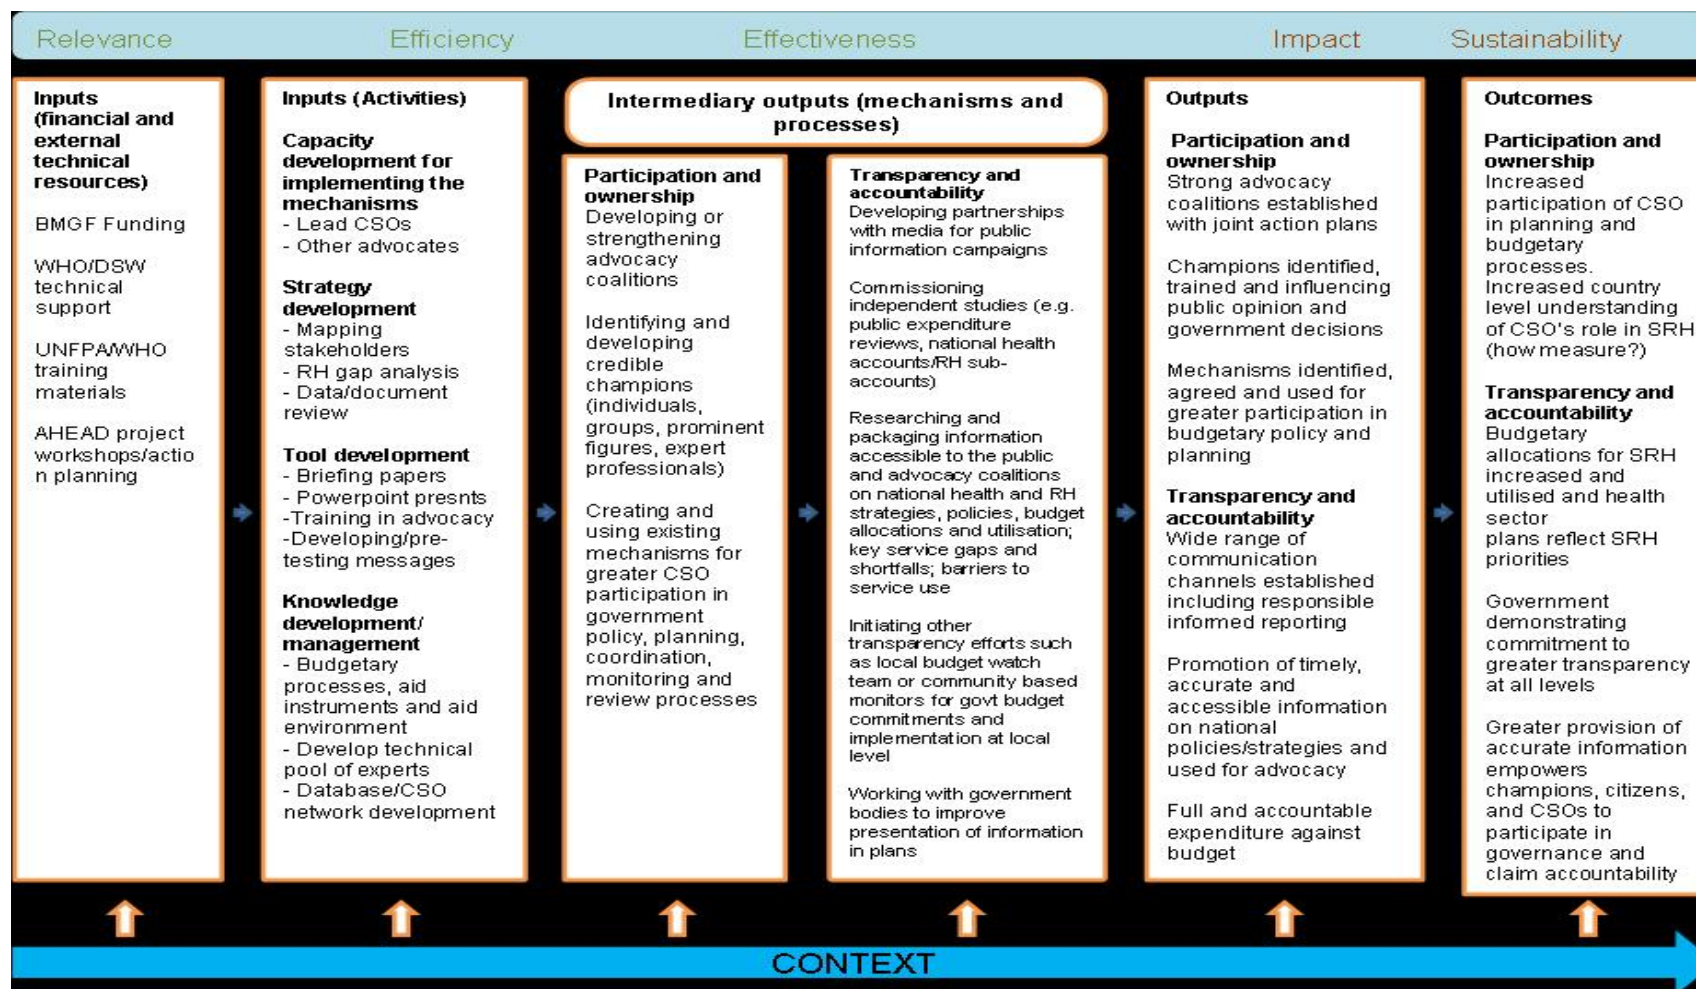 Relevance Efficiency Effectiveness Impact Sustainability
Inputs
(financial and
external
technical
resources)
BMGF Funding
WHO/DSW
technical
support
UNFPA/WHO
training
materials
AHEAD project
workshops/actio
n planning
Inputs (Activities)
Capacity
development for
implementing the
mechanisms
- Lead CSOs
- Other advocates
Strategy
development
- Mapping
stakeholders
- RH gap analysis
- Data/document
review
Tool development
- Briefing papers
- Powerpoint presnts
-Training in advocacy
-Developing/pre-
testing messages
Knowledge
development/
management
- Budgetary
processes, aid
instruments and aid
environment
- Develop technical
pool of experts
- Database/CSO
network development
Intermediary outputs (mechanisms and
processes)
Participation and
ownership
Developing or
strengthening
advocacy
coalitions
Identifying and
developing
credible
champions
(individuals,
groups, prominent
figures, expert
professionals)
Creating and
using existing
mechanisms for
greater CSO
participation in
government
policy, planning,
coordination,
monitoring and
review processes
Transparency and
accountability
Developing partnerships
with media for public
information campaigns
Commissioning
independent studies (e.g.
public expenditure
reviews, national health
accounts/RH sub-
accounts)
Researching and
packaging information
accessible to the public
and advocacy coalitions
on national health and RH
strategies, policies, budget
allocations and utilisation;
key service gaps and
shortfalls; barriers to
service use
Initiating other
transparency efforts such
as local budget watch
team or community based
monitors for govt budget
commitments and
implementation at local
level
Working with government
bodies to improve
presentation of information
in plans
Outputs
Participation and
ownership
Strong advocacy
coalitions established
with joint action plans
Champions identified,
trained and influencing
public opinion and
government decisions
Mechanisms identified,
agreed and used for
greater participation in
budgetary policy and
planning
Transparency and
accountability
Wide range of
communication
channels established
including responsible
informed reporting
Promotion of timely,
accurate and
accessible information
on national
policies/strategies and
used for advocacy
Full and accountable
expenditure against
budget
Outcomes
Participation and
ownership
Increased
participation of CSO
in planning and
budgetary
processes.
Increased country
level understanding
of CSO's role in SRH
(how measure?)
Transparency and
accountability
Budgetary
allocations for SRH
increased and
utilised and health
sector
plans reflect SRH
priorities
Government
demonstrating
commitment to
greater transparency
at all levels
Greater provision of
accurate information
empowers
champions, citizens,
and CSOs to
participate in
governance and
claim accountability
CONTEXT